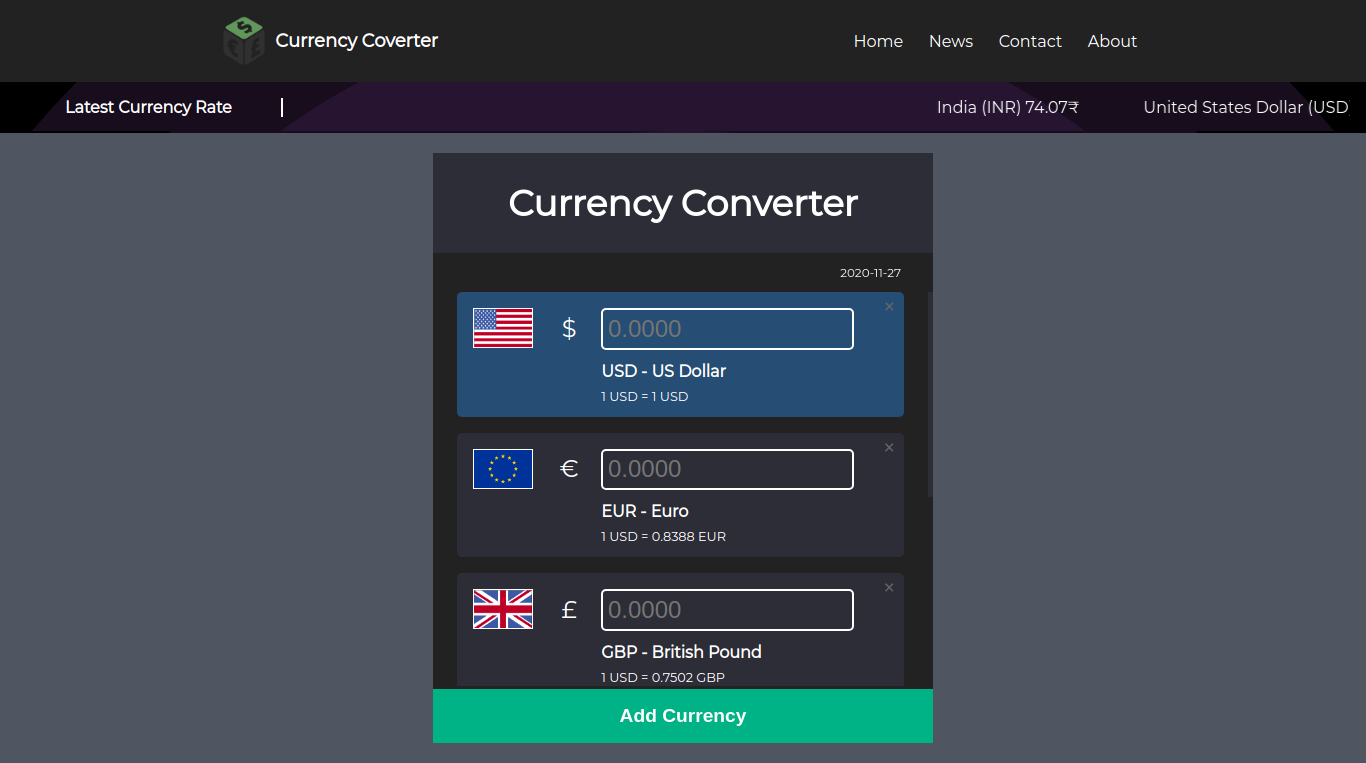 Currency Coverter
Home News Contact About
Latest Currency Rate India (INR) 74.07₹ United States Dollar (USD
Currency Converter
2020-11-27
×
$ 0.0000
USD - US Dollar
1 USD = 1 USD
×
€ 0.0000
EUR - Euro
1 USD = 0.8388 EUR
×
£ 0.0000
GBP - British Pound
1 USD = 0.7502 GBP
Add Currency